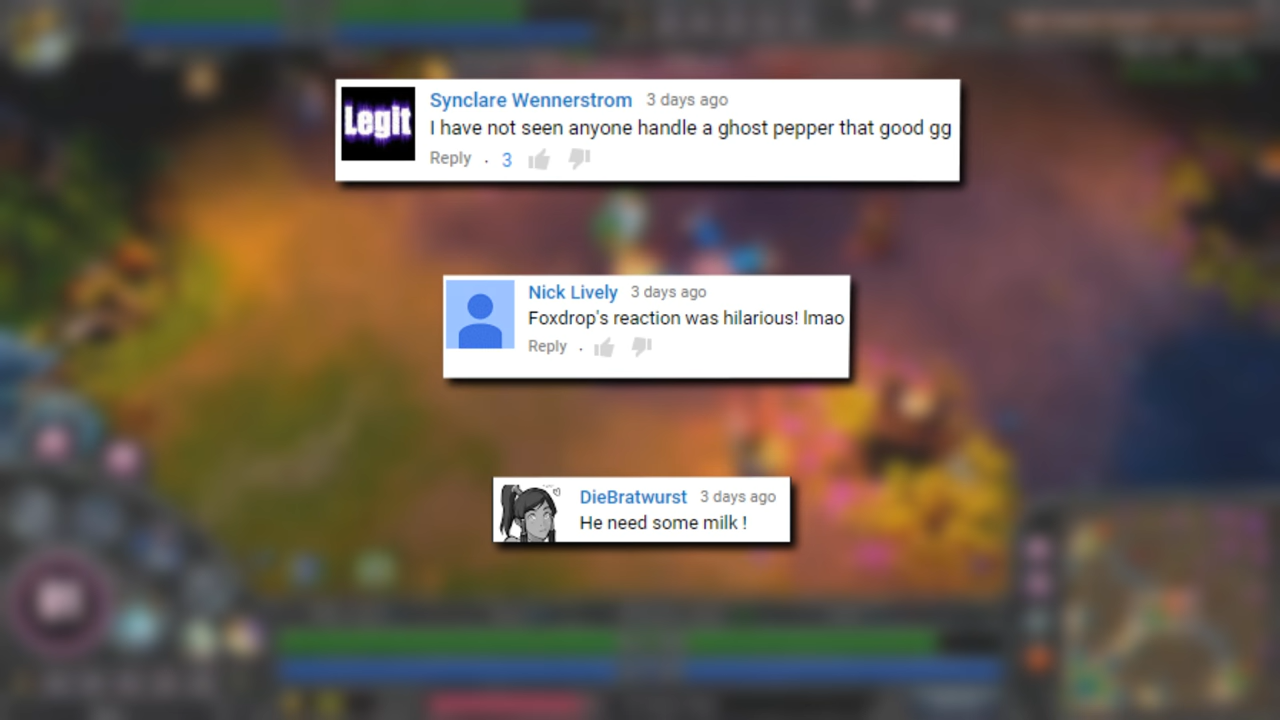 Legit
Synclare Wennerstrom 3 days ago
I have not seen anyone handle a ghost pepper that good gg
Reply · 3
Nick Lively 3 days ago
Foxdrop's reaction was hilarious! lmao
Reply ·
DieBratwurst 3 days ago
He need some milk !